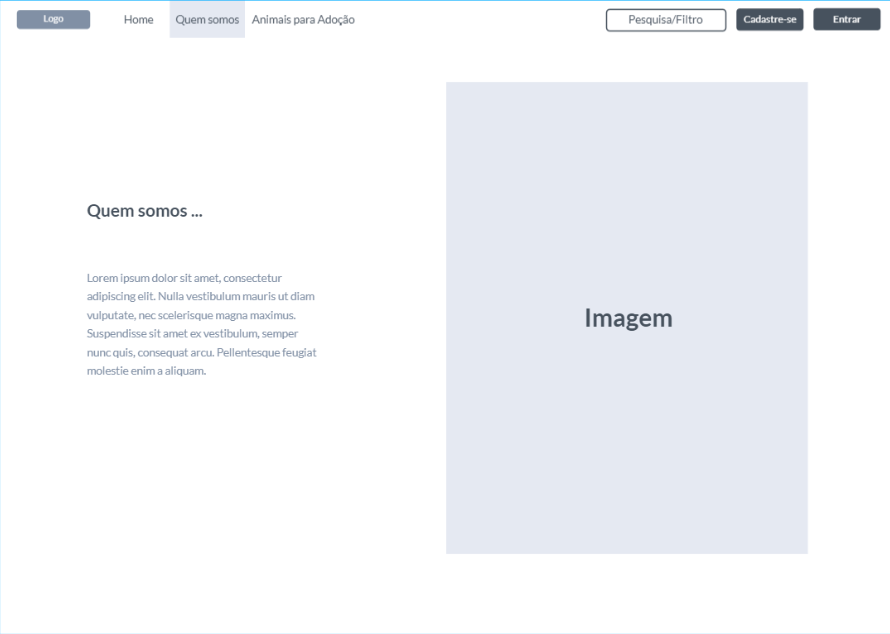 Logo
Home
Quem somos
Animais para Adoção
Pesquisa/Filtro
Cadastre-se
Entrar
Quem somos ...
Lorem ipsum dolor sit amet, consectetur
adipiscing elit. Nulla vestibulum mauris ut diam
vulputate, nec scelerisque magna maximus.
Suspendisse sit amet ex vestibulum, semper
nunc quis, consequat arcu. Pellentesque feugiat
molestie enim a aliquam.
Imagem